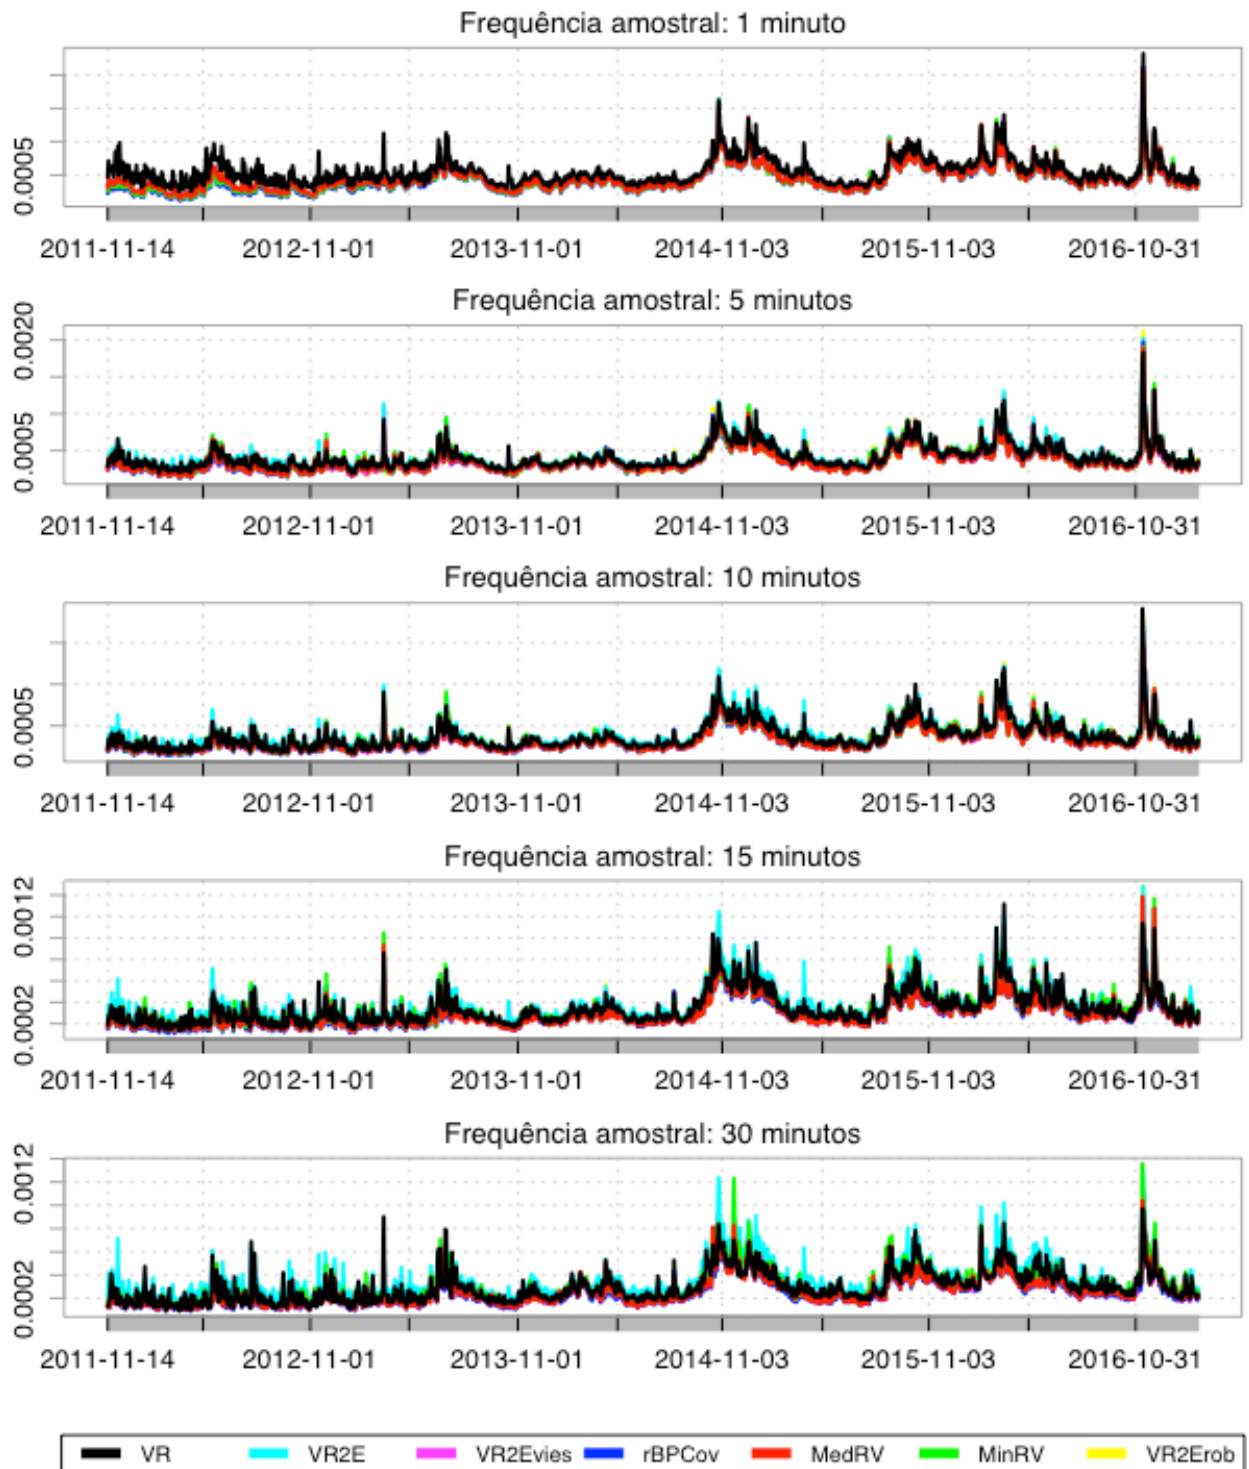 Frequência amostral: 1 minuto
0.0005
2011-11-14 2012-11-01 2013-11-01 2014-11-03 2015-11-03 2016-10-31
Frequência amostral: 5 minutos
0.0005 0.0020
2011-11-14 2012-11-01 2013-11-01 2014-11-03 2015-11-03 2016-10-31
Frequência amostral: 10 minutos
0.0005
2011-11-14 2012-11-01 2013-11-01 2014-11-03 2015-11-03 2016-10-31
Frequência amostral: 15 minutos
0.0002 0.0012
2011-11-14 2012-11-01 2013-11-01 2014-11-03 2015-11-03 2016-10-31
Frequência amostral: 30 minutos
0.0002 0.0012
2011-11-14 2012-11-01 2013-11-01 2014-11-03 2015-11-03 2016-10-31
VR VR2E VR2Evies rBPCov MedRV MinRV VR2Erob